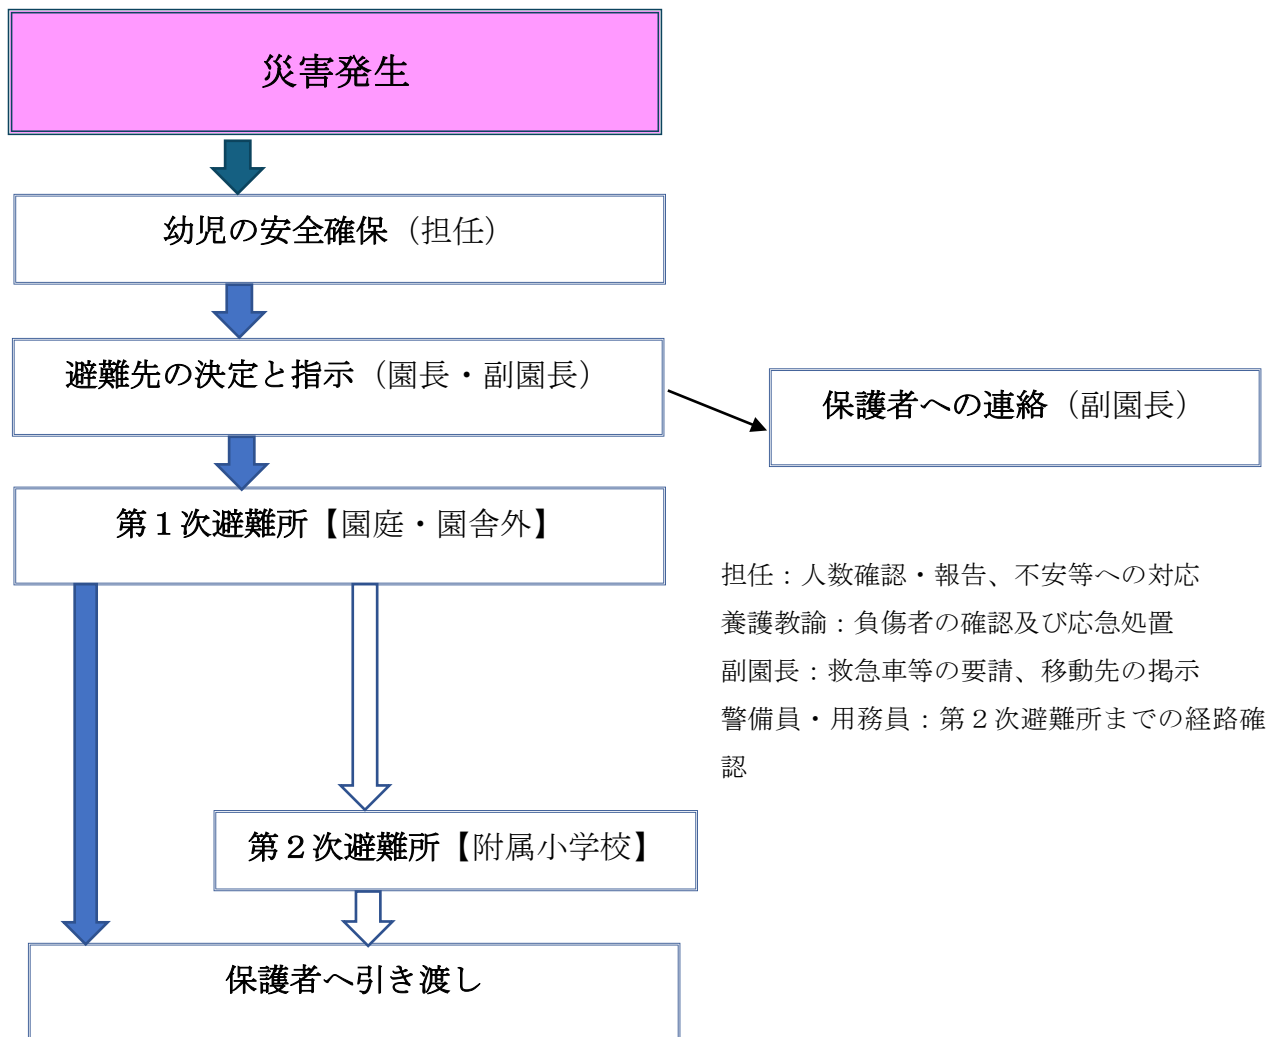 災害発生
幼児の安全確保（担任）
避難先の決定と指示（園長・副園長）
保護者への連絡（副園長）
第１次避難所【園庭・園舎外】
担任：人数確認・報告、不安等への対応
養護教諭：負傷者の確認及び応急処置
副園長：救急車等の要請、移動先の掲示
警備員・用務員：第２次避難所までの経路確
認
第２次避難所【附属小学校】
保護者へ引き渡し